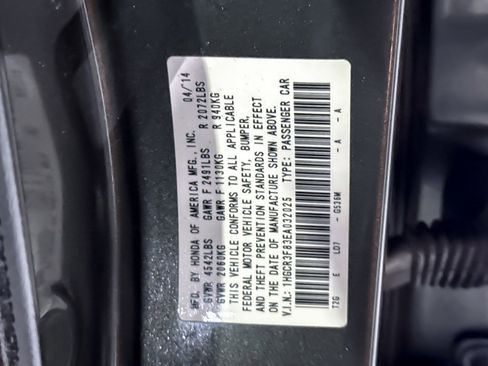 MFD. BY HONDA OF AMERICA MFG., INC. 04/14
GVWR 4542LBS GAWR F 2491LBS R 2072LBS
GVWR 2060KG GAWR F 1130KG R 940KG
THIS VEHICLE CONFORMS TO ALL APPLICABLE
FEDERAL MOTOR VEHICLE SAFETY, BUMPER,
AND THEFT PREVENTION STANDARDS IN EFFECT
ON THE DATE OF MANUFACTURE SHOWN ABOVE.
V.I.N.: 1HGCR3F83EA032025 TYPE: PASSENGER CAR
T2G E LD7 - G526M - A - A